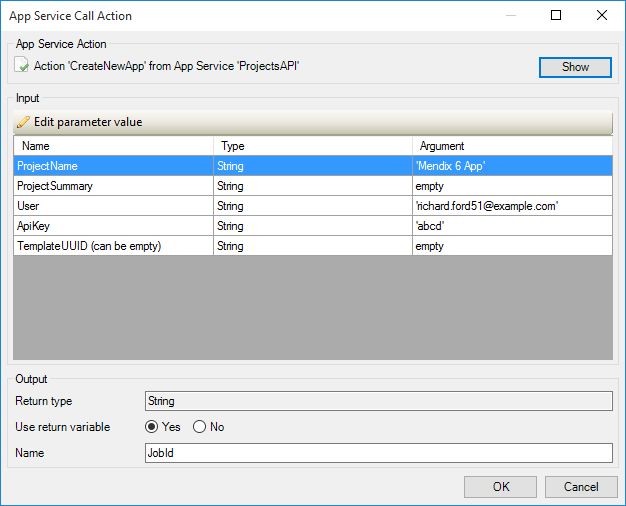 App Service Call Action
App Service Action
Action 'CreateNewApp' from App Service 'ProjectsAPI'
Show
Input
Edit parameter value
Name Type Argument
ProjectName String 'Mendix 6 App'
ProjectSummary String empty
User String 'richard.ford51@example.com'
ApiKey String 'abcd'
TemplateUUID (can be empty) String empty
Output
Return type String
Use return variable Yes No
Name JobId
OK Cancel